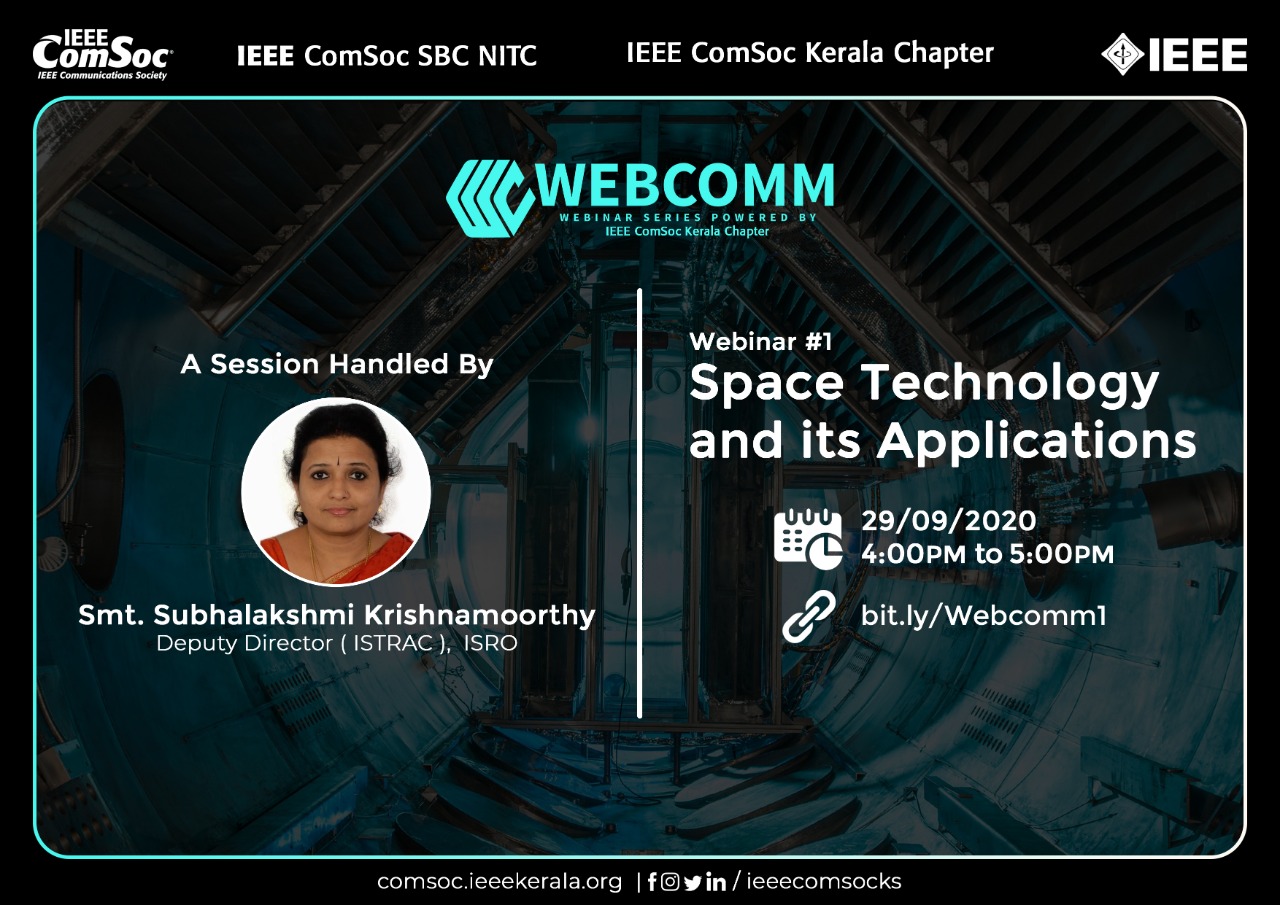 IEEE
ComSoc®
IEEE Communications Society
IEEE ComSoc SBC NITC
IEEE ComSoc Kerala Chapter
IEEE
WEBCOMM
WEBINAR SERIES POWERED BY
IEEE ComSoc Kerala Chapter
A Session Handled By
Smt. Subhalakshmi Krishnamoorthy
Deputy Director ( ISTRAC ), ISRO
Webinar #1
Space Technology
and its Applications
29/09/2020
4:00PM to 5:00PM
bit.ly/Webcomm1
comsoc.ieeekerala.org | / ieeecomsocks